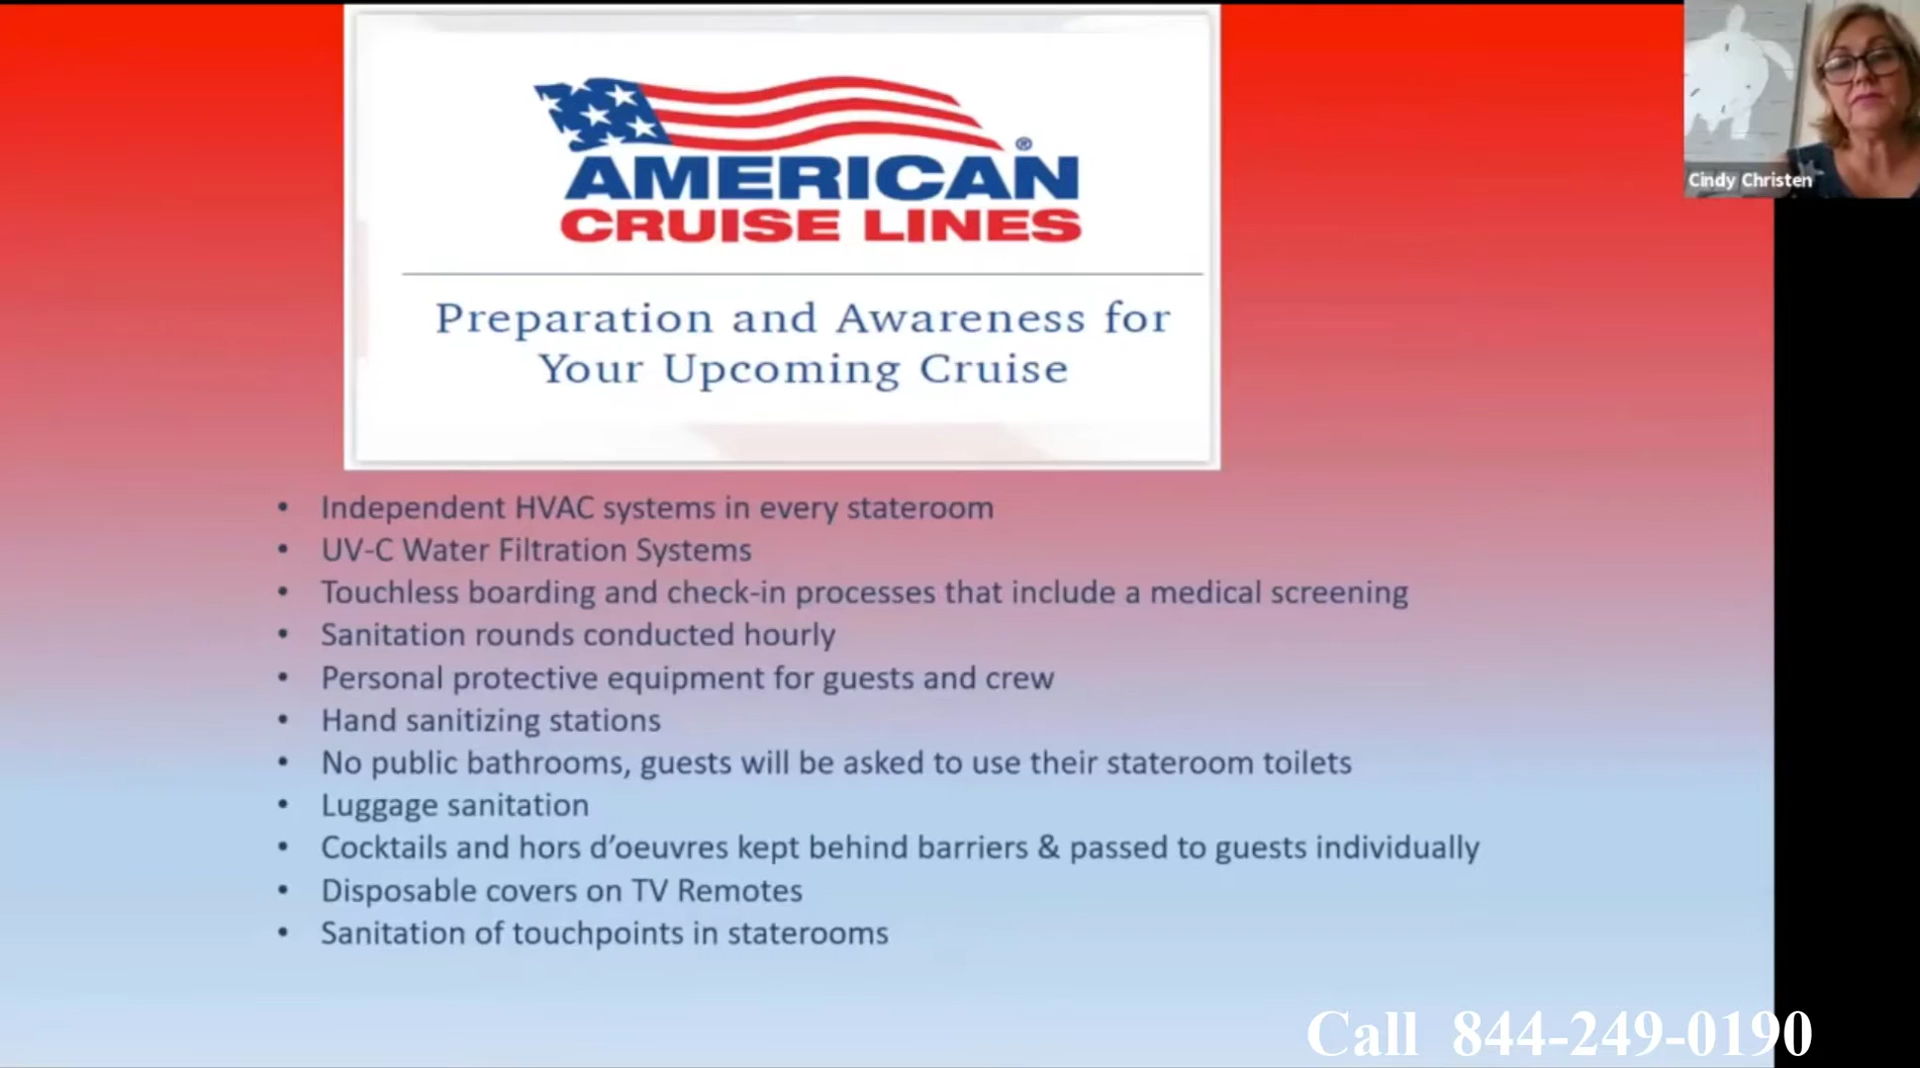 AMERICAN®
CRUISE LINES
Preparation and Awareness for
Your Upcoming Cruise
Cindy Christen
• Independent HVAC systems in every stateroom
• UV-C Water Filtration Systems
• Touchless boarding and check-in processes that include a medical screening
• Sanitation rounds conducted hourly
• Personal protective equipment for guests and crew
• Hand sanitizing stations
• No public bathrooms, guests will be asked to use their stateroom toilets
• Luggage sanitation
• Cocktails and hors d’oeuvres kept behind barriers & passed to guests individually
• Disposable covers on TV Remotes
• Sanitation of touchpoints in staterooms
Call 844-249-0190